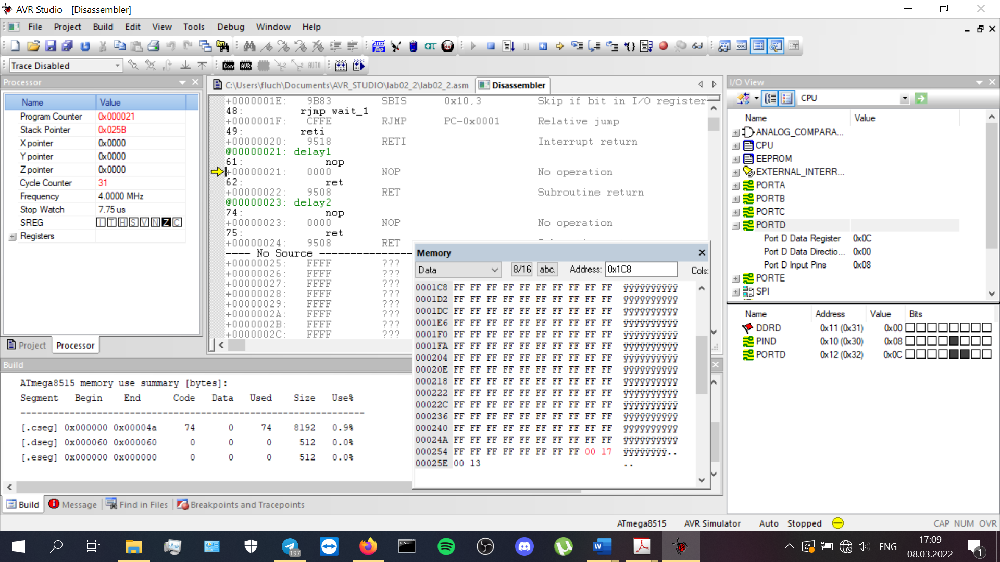 AVR Studio - [Disassembler]
File Project Build Edit View Tools Debug Window Help
Trace Disabled
Con AVR AUTO
Processor
Name Value
Program Counter 0x000021
Stack Pointer 0x025B
X pointer 0x0000
Y pointer 0x0000
Z pointer 0x0000
Cycle Counter 31
Frequency 4.0000 MHz
Stop Watch 7.75 us
SREG I T H S V N Z C
Registers
Project Processor
C:\Users\fluch\Documents\AVR_STUDIO\lab02_2\lab02_2.asm Disassembler
+0000001E: 9B83 SBIS 0x10,3 Skip if bit in I/O register
48: rjmp wait_1
+0000001F: CFFE RJMP PC-0x0001 Relative jump
49: reti
+00000020: 9518 RETI Interrupt return
@00000021: delay1
61: nop
+00000021: 0000 NOP No operation
62: ret
+00000022: 9508 RET Subroutine return
@00000023: delay2
74: nop
+00000023: 0000 NOP No operation
75: ret
+00000024: 9508 RET
---- No Source ----
+00000025: FFFF ???
+00000026: FFFF ???
+00000027: FFFF ???
+00000028: FFFF ???
+00000029: FFFF ???
+0000002A: FFFF ???
+0000002B: FFFF ???
+0000002C: FFFF ???
Memory
Data 8/16 abc. Address: 0x1C8 Cols:
0001C8 FF FF FF FF FF FF FF FF FF FF ÿÿÿÿÿÿÿÿÿÿ
0001D2 FF FF FF FF FF FF FF FF FF FF ÿÿÿÿÿÿÿÿÿÿ
0001DC FF FF FF FF FF FF FF FF FF FF ÿÿÿÿÿÿÿÿÿÿ
0001E6 FF FF FF FF FF FF FF FF FF FF ÿÿÿÿÿÿÿÿÿÿ
0001F0 FF FF FF FF FF FF FF FF FF FF ÿÿÿÿÿÿÿÿÿÿ
0001FA FF FF FF FF FF FF FF FF FF FF ÿÿÿÿÿÿÿÿÿÿ
000204 FF FF FF FF FF FF FF FF FF FF ÿÿÿÿÿÿÿÿÿÿ
00020E FF FF FF FF FF FF FF FF FF FF ÿÿÿÿÿÿÿÿÿÿ
000218 FF FF FF FF FF FF FF FF FF FF ÿÿÿÿÿÿÿÿÿÿ
000222 FF FF FF FF FF FF FF FF FF FF ÿÿÿÿÿÿÿÿÿÿ
00022C FF FF FF FF FF FF FF FF FF FF ÿÿÿÿÿÿÿÿÿÿ
000236 FF FF FF FF FF FF FF FF FF FF ÿÿÿÿÿÿÿÿÿÿ
000240 FF FF FF FF FF FF FF FF FF FF ÿÿÿÿÿÿÿÿÿÿ
00024A FF FF FF FF FF FF FF FF FF FF ÿÿÿÿÿÿÿÿÿÿ
000254 FF FF FF FF FF FF FF FF 00 17 ÿÿÿÿÿÿÿÿ..
00025E 00 13 ..
I/O View
CPU
Name Value
ANALOG_COMPARA...
CPU
EEPROM
EXTERNAL_INTERR...
PORTA
PORTB
PORTC
PORTD
Port D Data Register 0x0C
Port D Data Directio... 0x00
Port D Input Pins 0x08
PORTE
SPI
Name Address Value Bits
DDRD 0x11 (0x31) 0x00
PIND 0x10 (0x30) 0x08
PORTD 0x12 (0x32) 0x0C
Build
ATmega8515 memory use summary [bytes]:
Segment Begin End Code Data Used Size Use%
---------------------------------------------------------------
[.cseg] 0x000000 0x00004a 74 0 74 8192 0.9%
[.dseg] 0x000060 0x000060 0 0 0 512 0.0%
[.eseg] 0x000000 0x000000 0 0 0 512 0.0%
Build Message Find in Files Breakpoints and Tracepoints
ATmega8515 AVR Simulator Auto Stopped CAP NUM OVR
197
ENG
17:09
08.03.2022
1